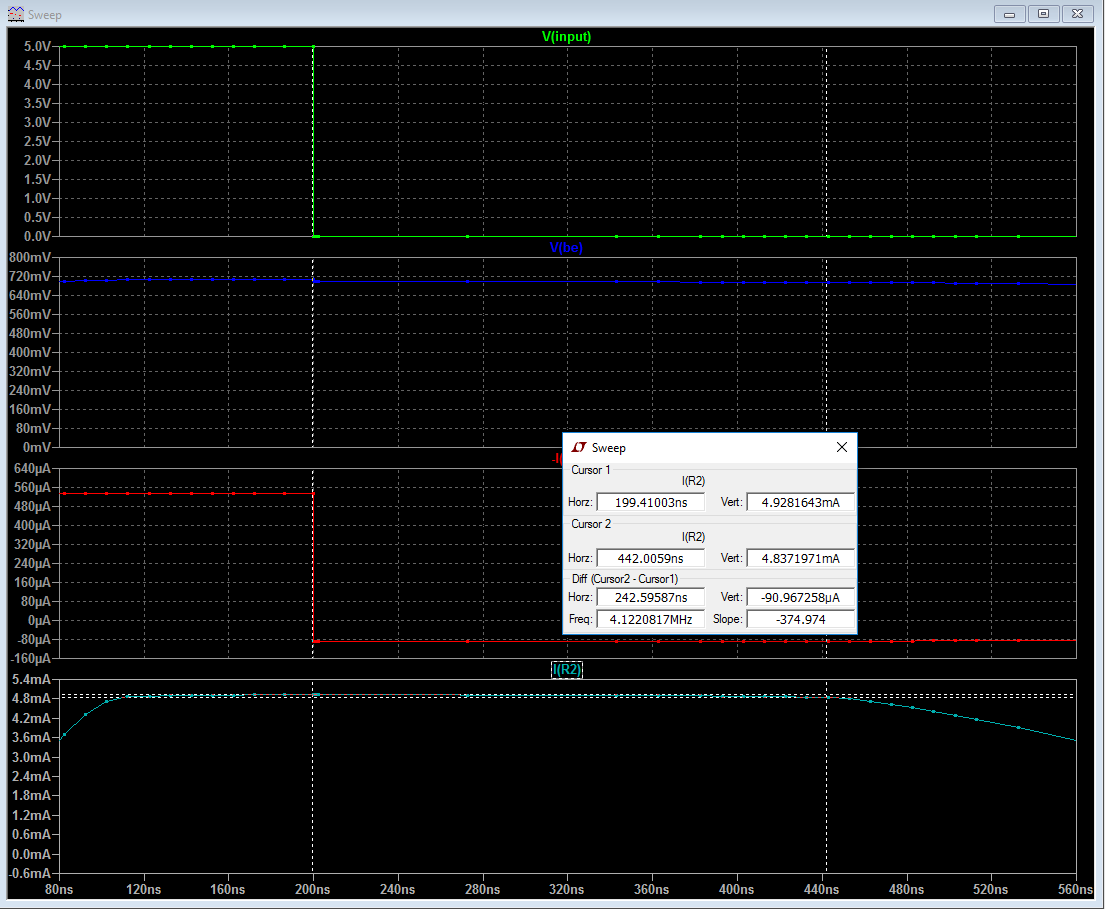 Sweep
V(input)
5.0V
4.5V
4.0V
3.5V
3.0V
2.5V
2.0V
1.5V
1.0V
0.5V
0.0V
V(be)
800mV
720mV
640mV
560mV
480mV
400mV
320mV
240mV
160mV
80mV
0mV
-I(
640µA
560µA
480µA
400µA
320µA
240µA
160µA
80µA
0µA
-80µA
-160µA
Sweep
Cursor 1
I(R2)
Horz: 199.41003ns Vert: 4.9281643mA
Cursor 2
I(R2)
Horz: 442.0059ns Vert: 4.8371971mA
Diff (Cursor2 - Cursor1)
Horz: 242.59587ns Vert: -90.967258µA
Freq: 4.1220817MHz Slope: -374.974
I(R2)
5.4mA
4.8mA
4.2mA
3.6mA
3.0mA
2.4mA
1.8mA
1.2mA
0.6mA
0.0mA
-0.6mA
80ns 120ns 160ns 200ns 240ns 280ns 320ns 360ns 400ns 440ns 480ns 520ns 560ns